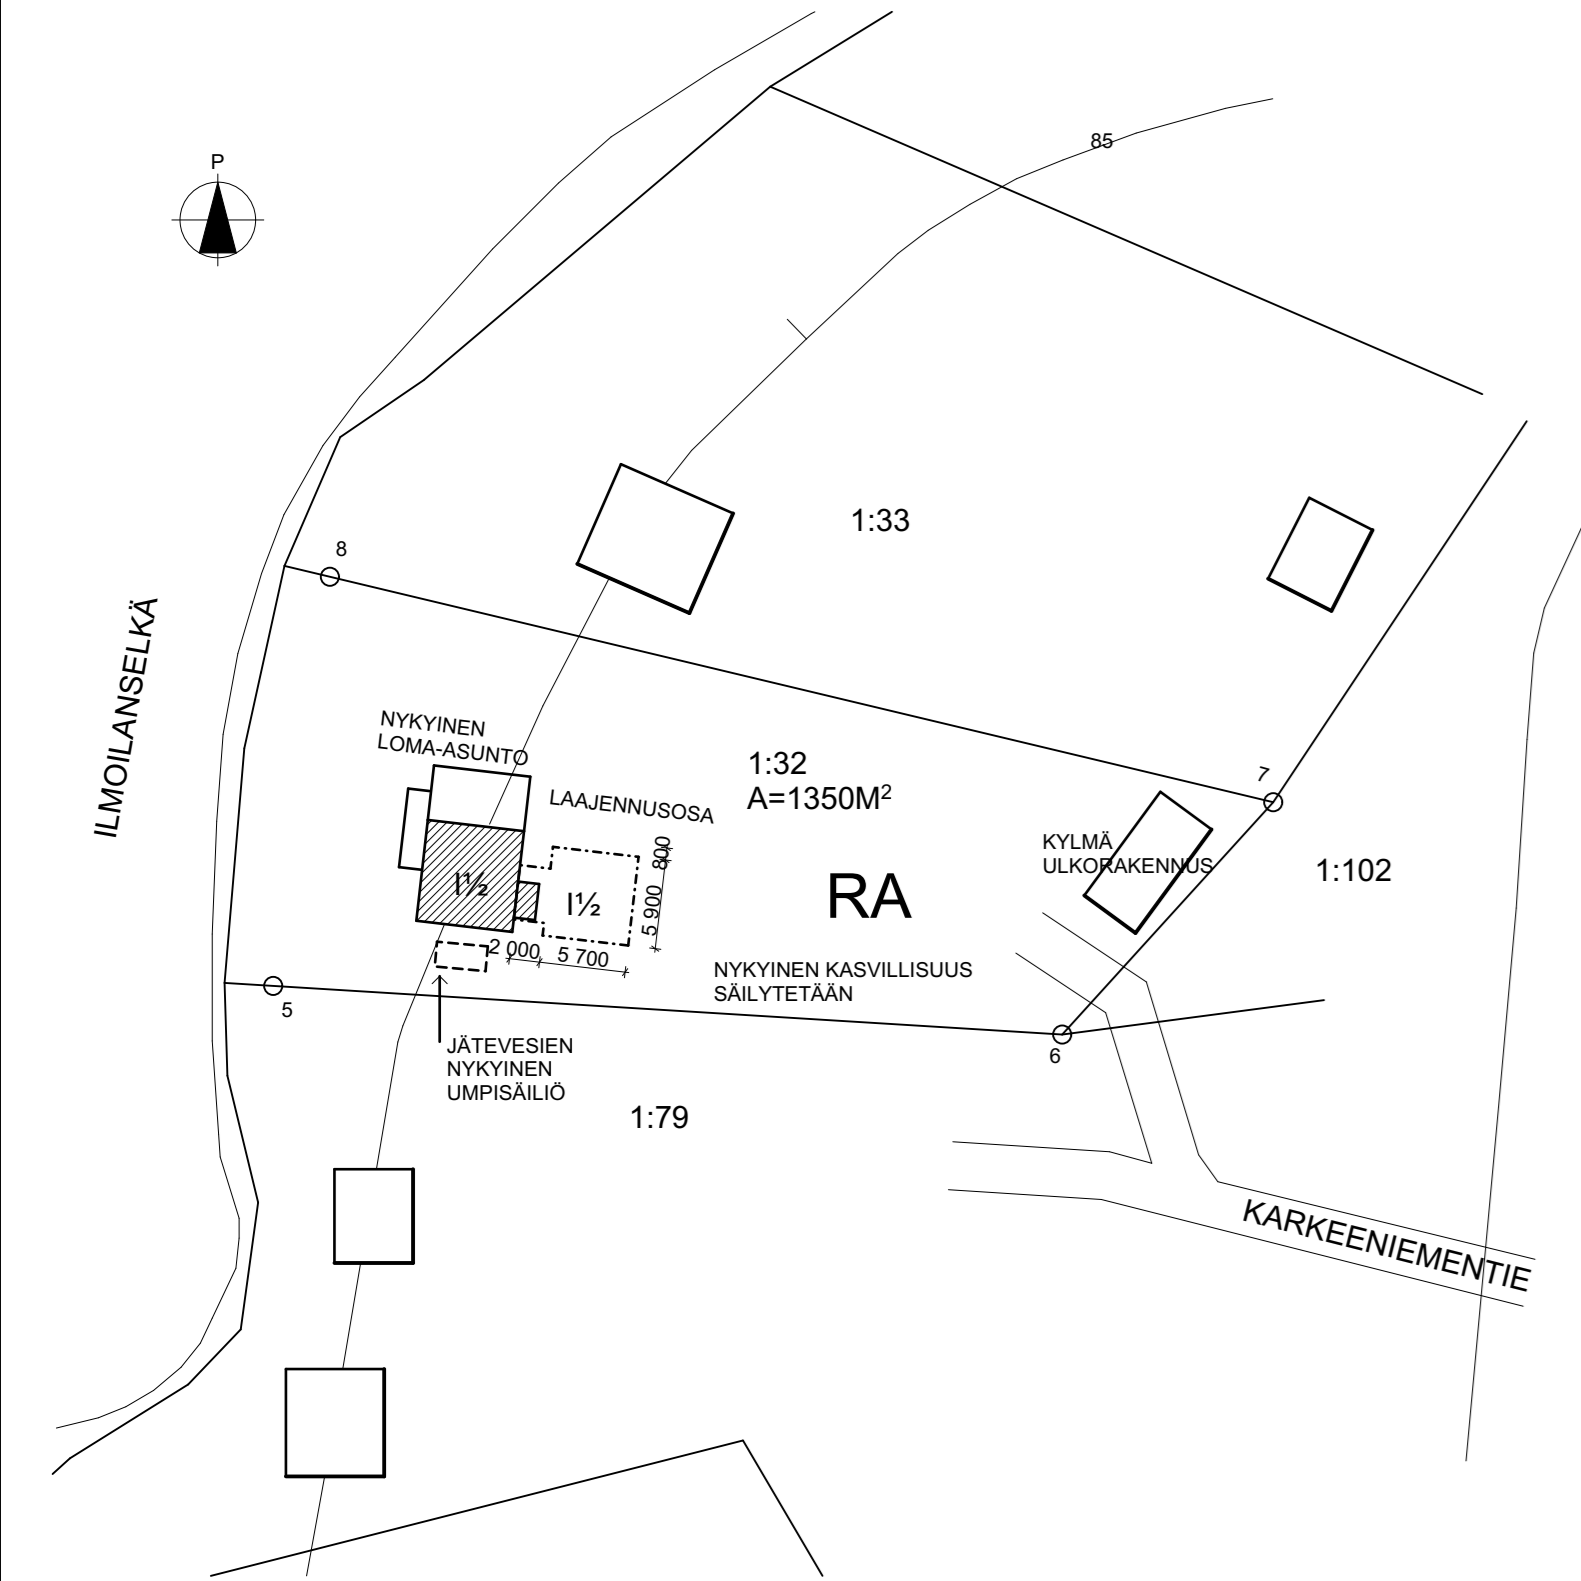 P
85
1:33
8
ILMOILANSELKÄ
NYKYINEN
LOMA-ASUNTO
LAAJENNUSOSA
1:32
A=1350M²
7
KYLMÄ
ULKORAKENNUS
1:102
800
5 900
I½
I½
RA
2 000
5 700
NYKYINEN KASVILLISUUS
SÄILYTETÄÄN
5
6
JÄTEVESIEN
NYKYINEN
UMPISÄILIÖ
1:79
KARKEENIEMENTIE